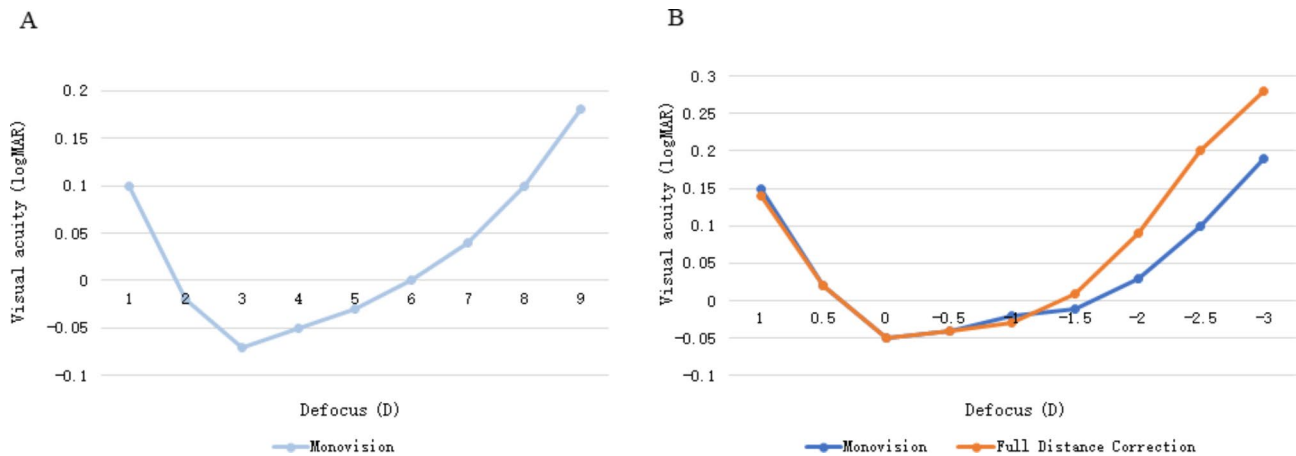 A
0.2
0.15
0.1
0.05
0
-0.05
-0.1
Visual acuity (logMAR)
1 2 3 4 5 6 7 8 9
Defocus (D)
Monovision
B
0.3
0.25
0.2
0.15
0.1
0.05
0
-0.05
-0.1
Visual acuity (logMAR)
1 0.5 0 -0.5 -1 -1.5 -2 -2.5 -3
Defocus (D)
Monovision Full Distance Correction